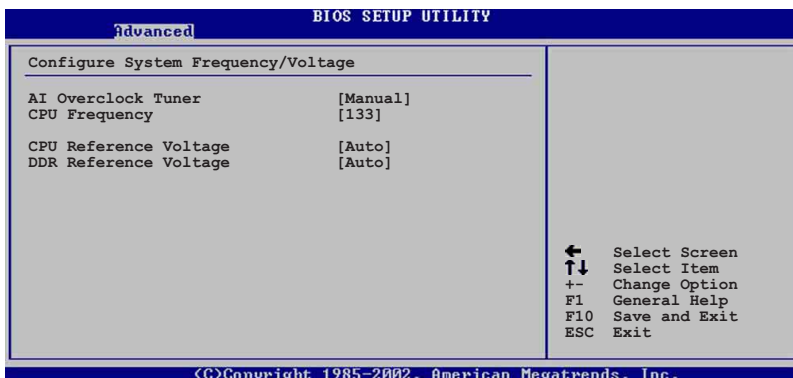 BIOS SETUP UTILITY
Advanced
Configure System Frequency/Voltage
AI Overclock Tuner [Manual]
CPU Frequency [133]
CPU Reference Voltage [Auto]
DDR Reference Voltage [Auto]
← Select Screen
↑↓ Select Item
+- Change Option
F1 General Help
F10 Save and Exit
ESC Exit
(C)Copyright 1985-2002, American Megatrends, Inc.